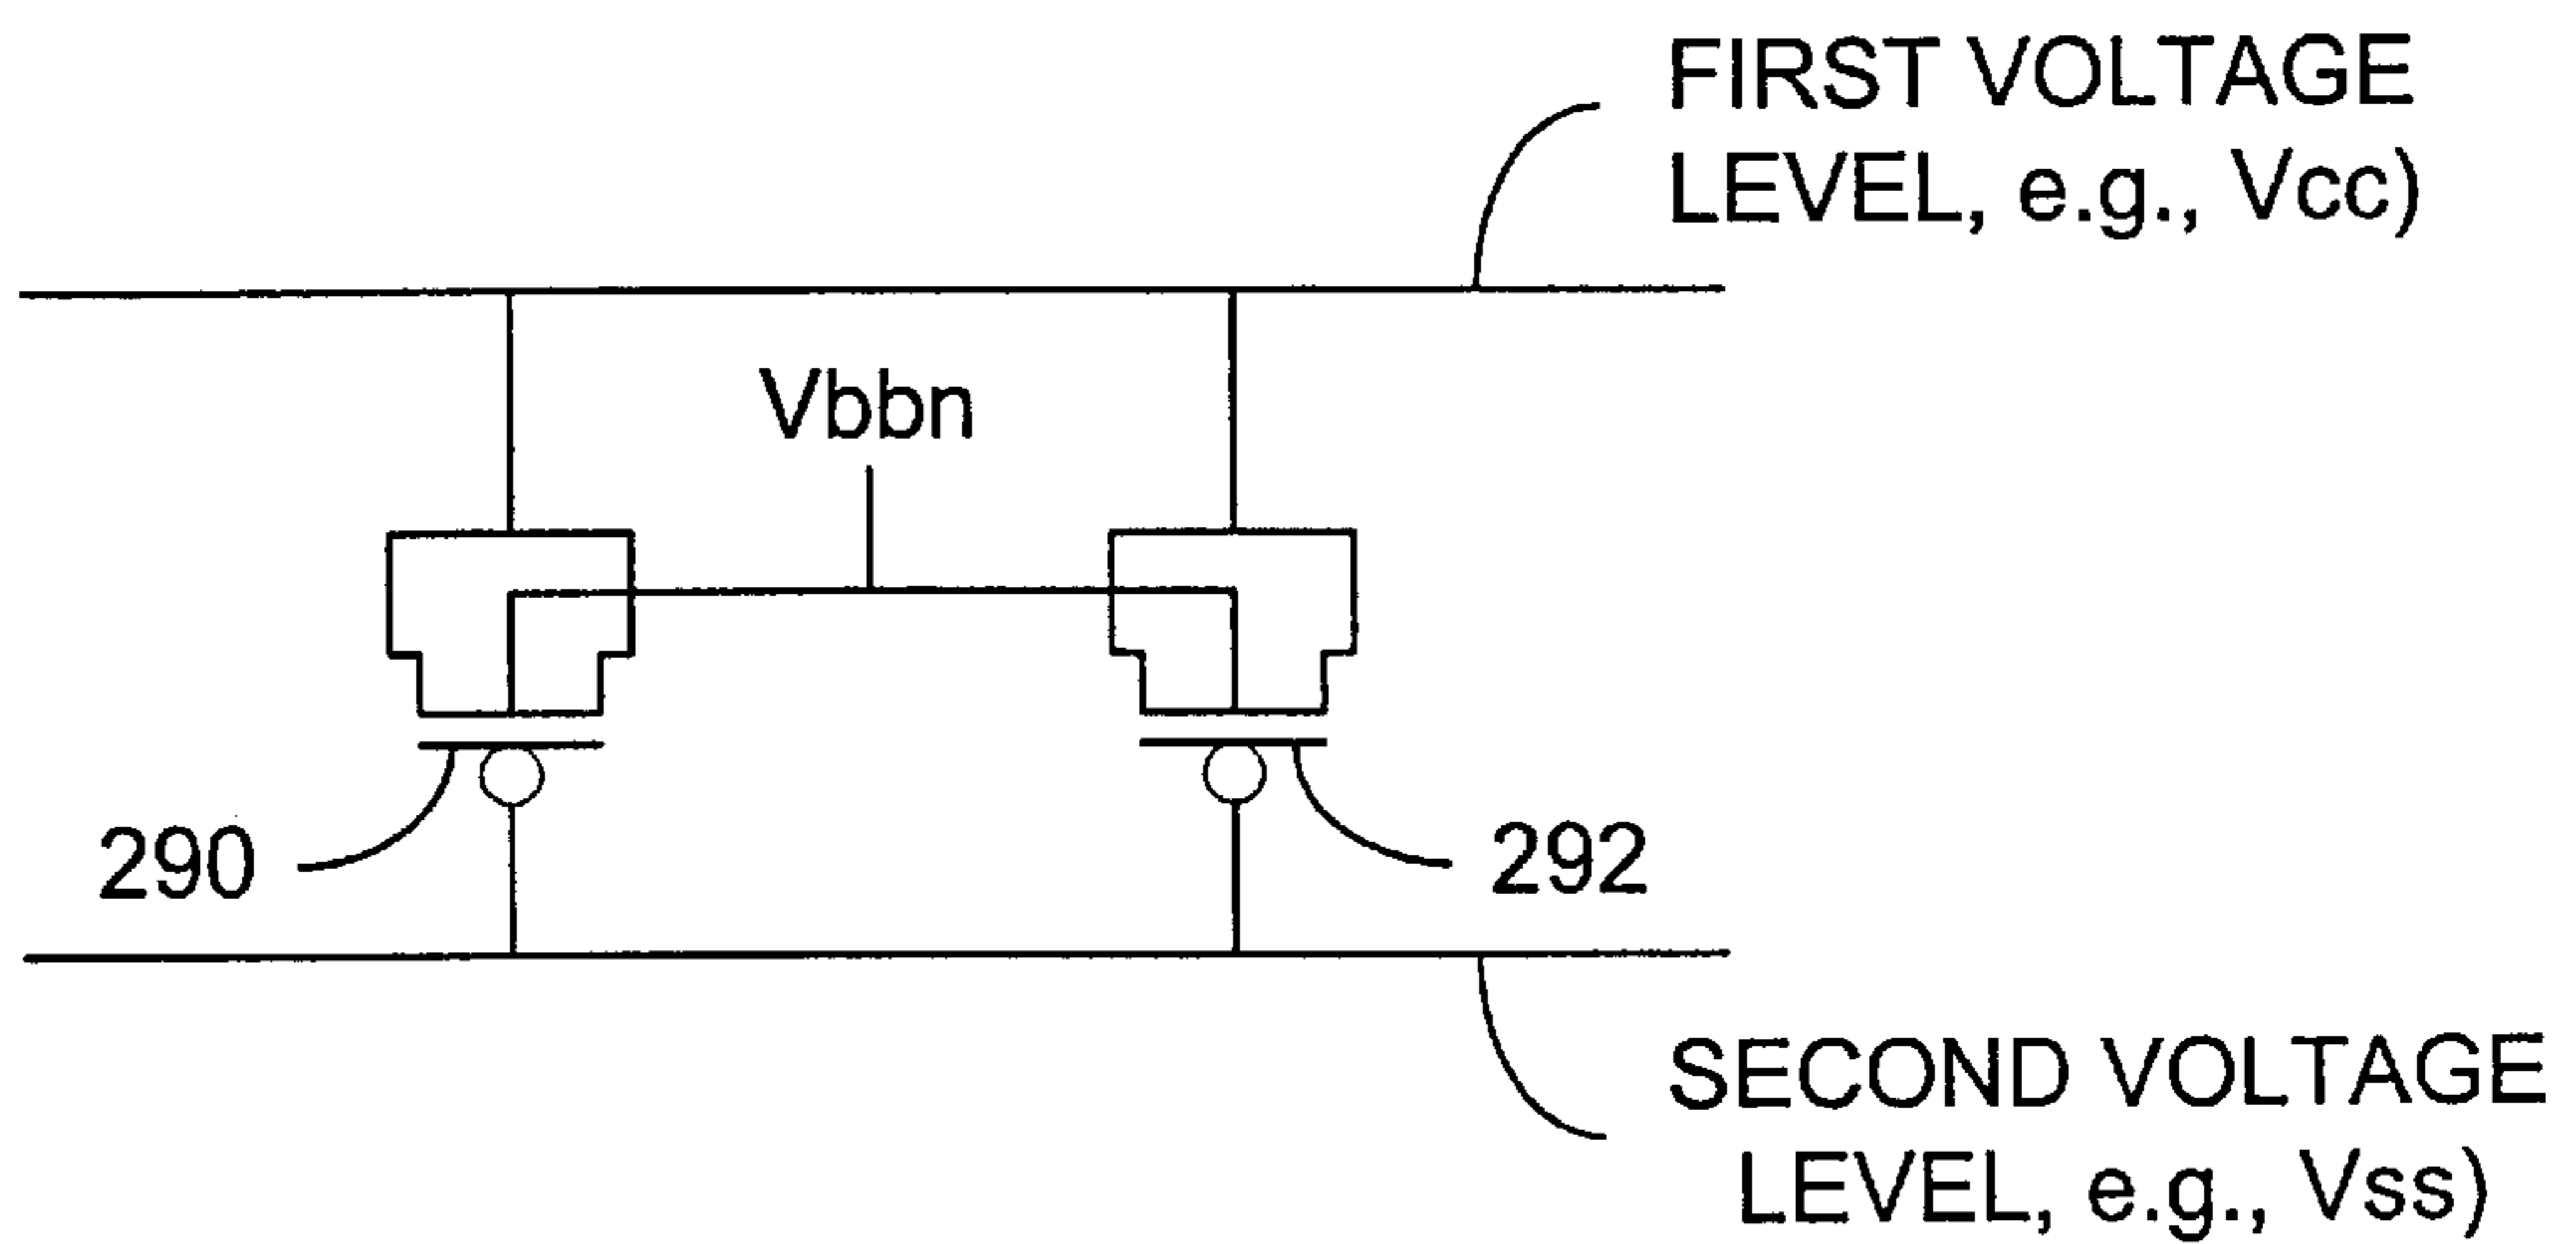 FIRST VOLTAGE
LEVEL, e.g., Vcc)
Vbbn
290
292
SECOND VOLTAGE
LEVEL, e.g., Vss)